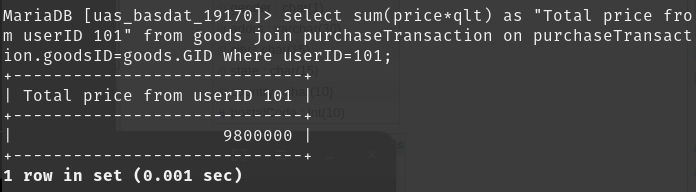 MariaDB [uas_basdat_19170]> select sum(price*qlt) as "Total price fro
m userID 101" from goods join purchaseTransaction on purchaseTransact
ion.goodsID=goods.GID where userID=101;
+----------------------------+
| Total price from userID 101 |
+----------------------------+
|                     9800000 |
+----------------------------+
1 row in set (0.001 sec)